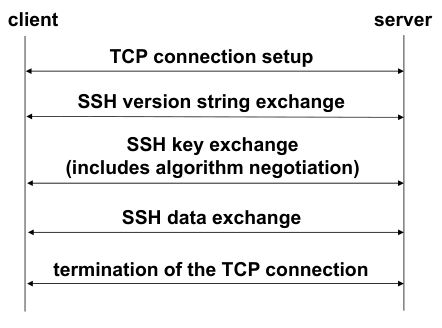 client
server
TCP connection setup
SSH version string exchange
SSH key exchange
(includes algorithm negotiation)
SSH data exchange
termination of the TCP connection